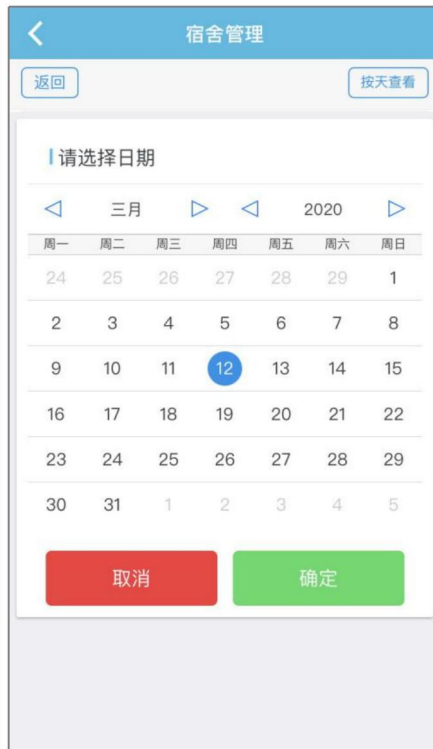 宿舍管理
返回 按天查看
请选择日期
三月 2020
周一 周二 周三 周四 周五 周六 周日
24 25 26 27 28 29 1
2 3 4 5 6 7 8
9 10 11 12 13 14 15
16 17 18 19 20 21 22
23 24 25 26 27 28 29
30 31 1 2 3 4 5
取消 确定